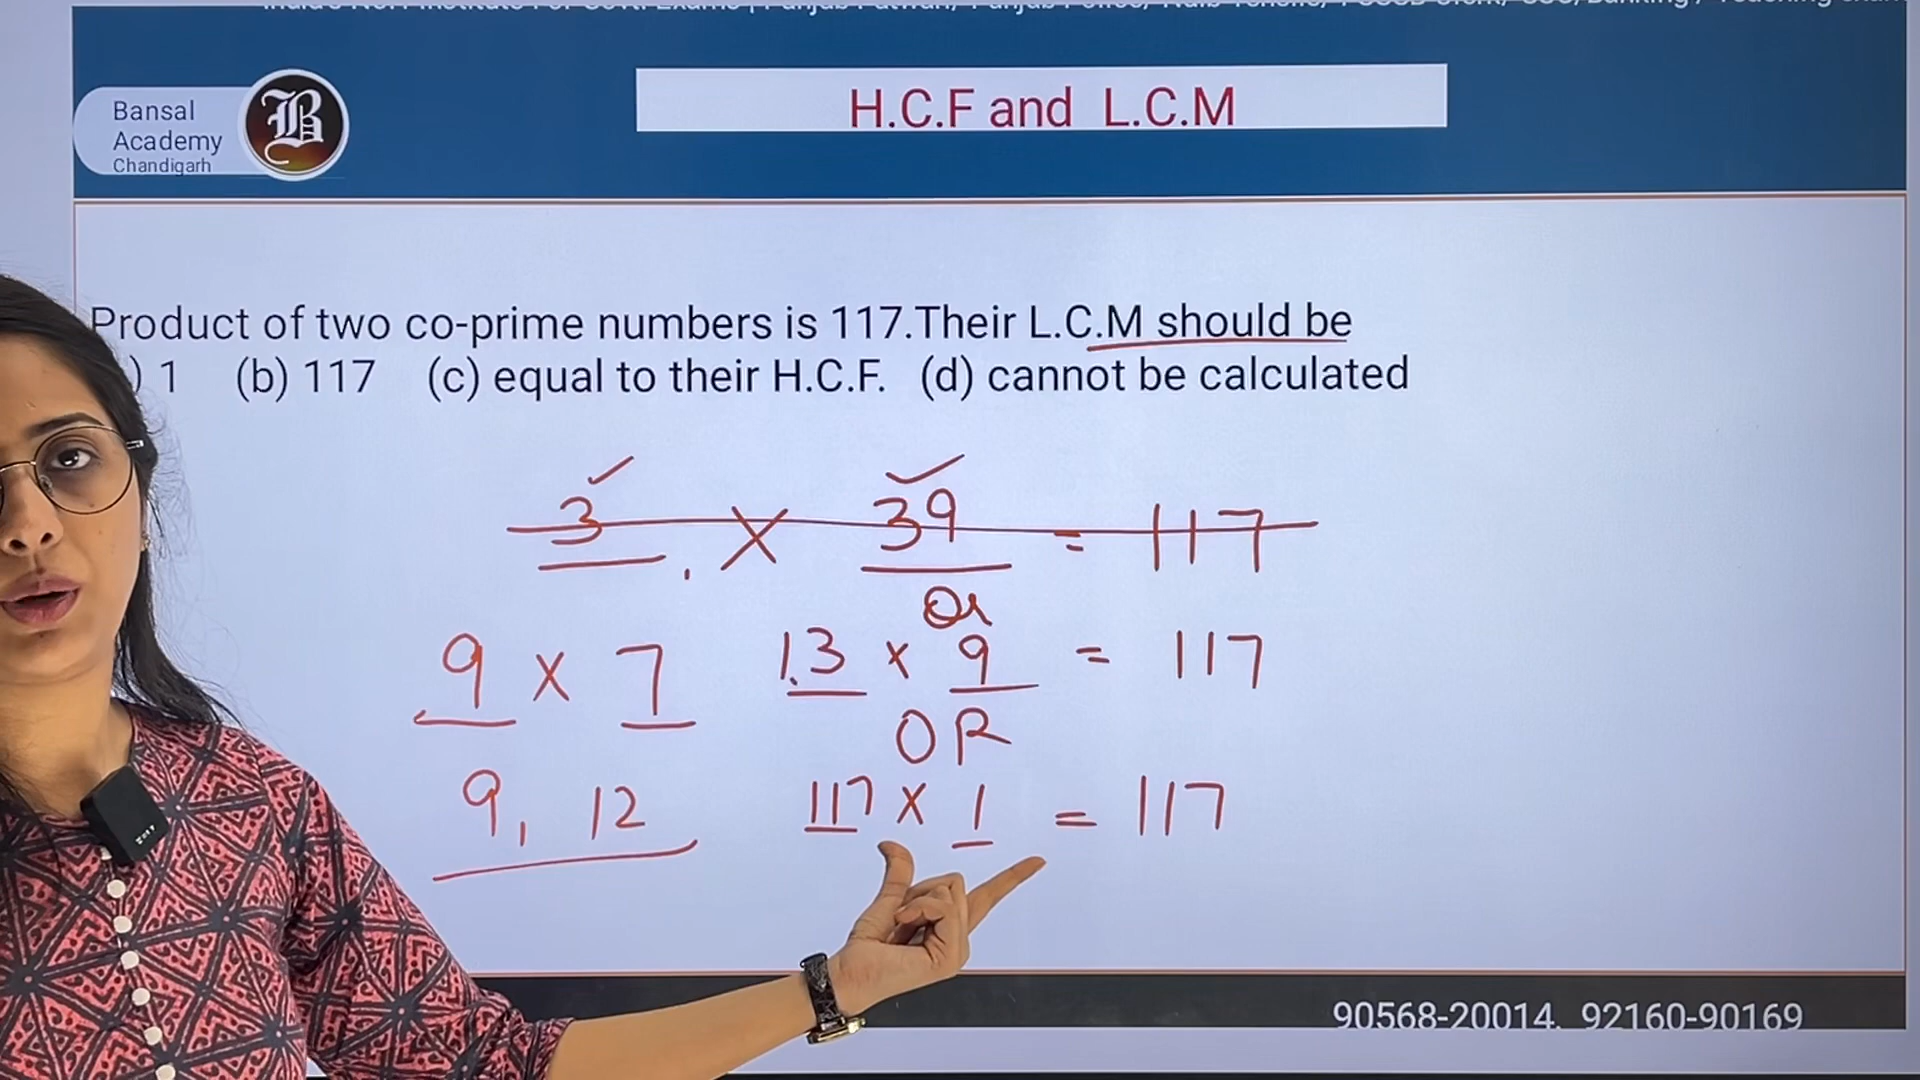 Bansal
Academy
Chandigarh
B
H.C.F and L.C.M
Product of two co-prime numbers is 117.Their L.C.M should be
) 1 (b) 117 (c) equal to their H.C.F. (d) cannot be calculated
3 . X 39 = 117
Or
9 x 7 13 x 9 = 117
OR
9, 12 117 x 1 = 117
90568-20014, 92160-90169